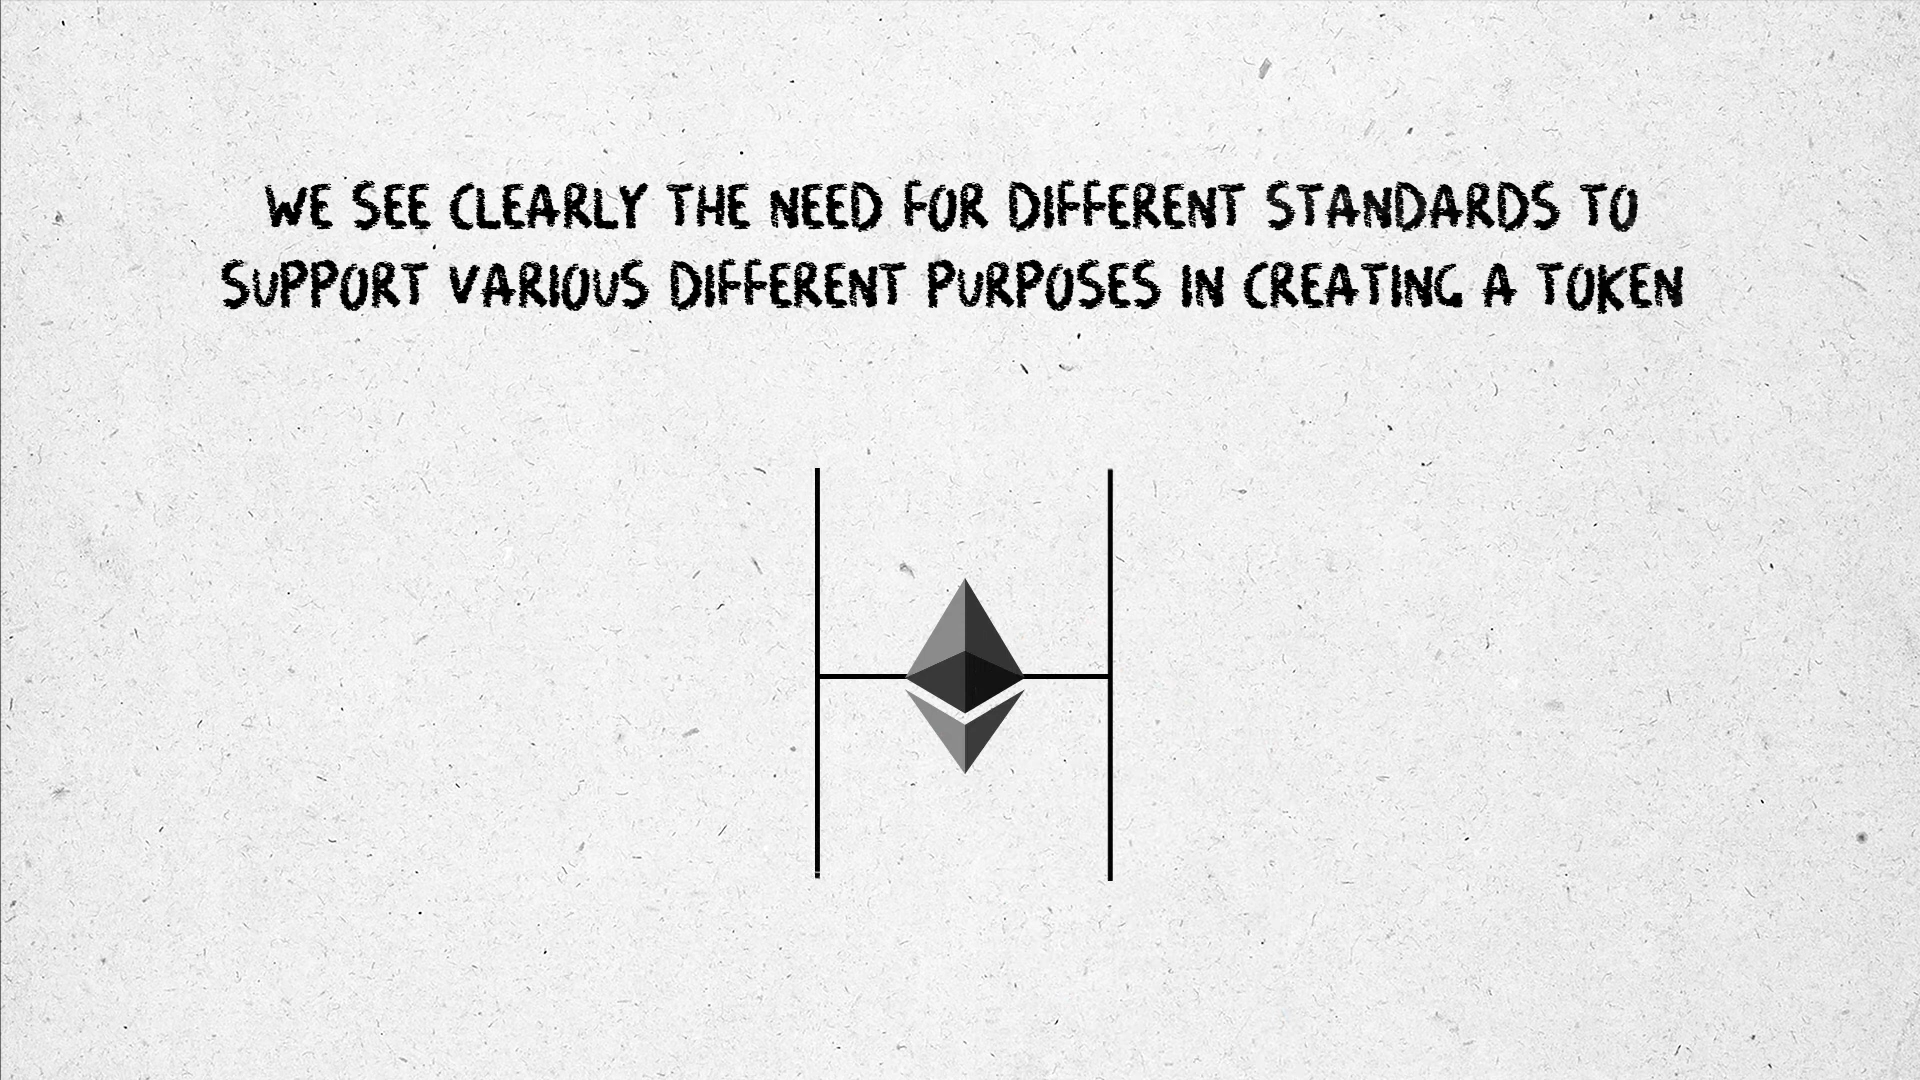 WE SEE CLEARLY THE NEED FOR DIFFERENT STANDARDS TO
SUPPORT VARIOUS DIFFERENT PURPOSES IN CREATING A TOKEN